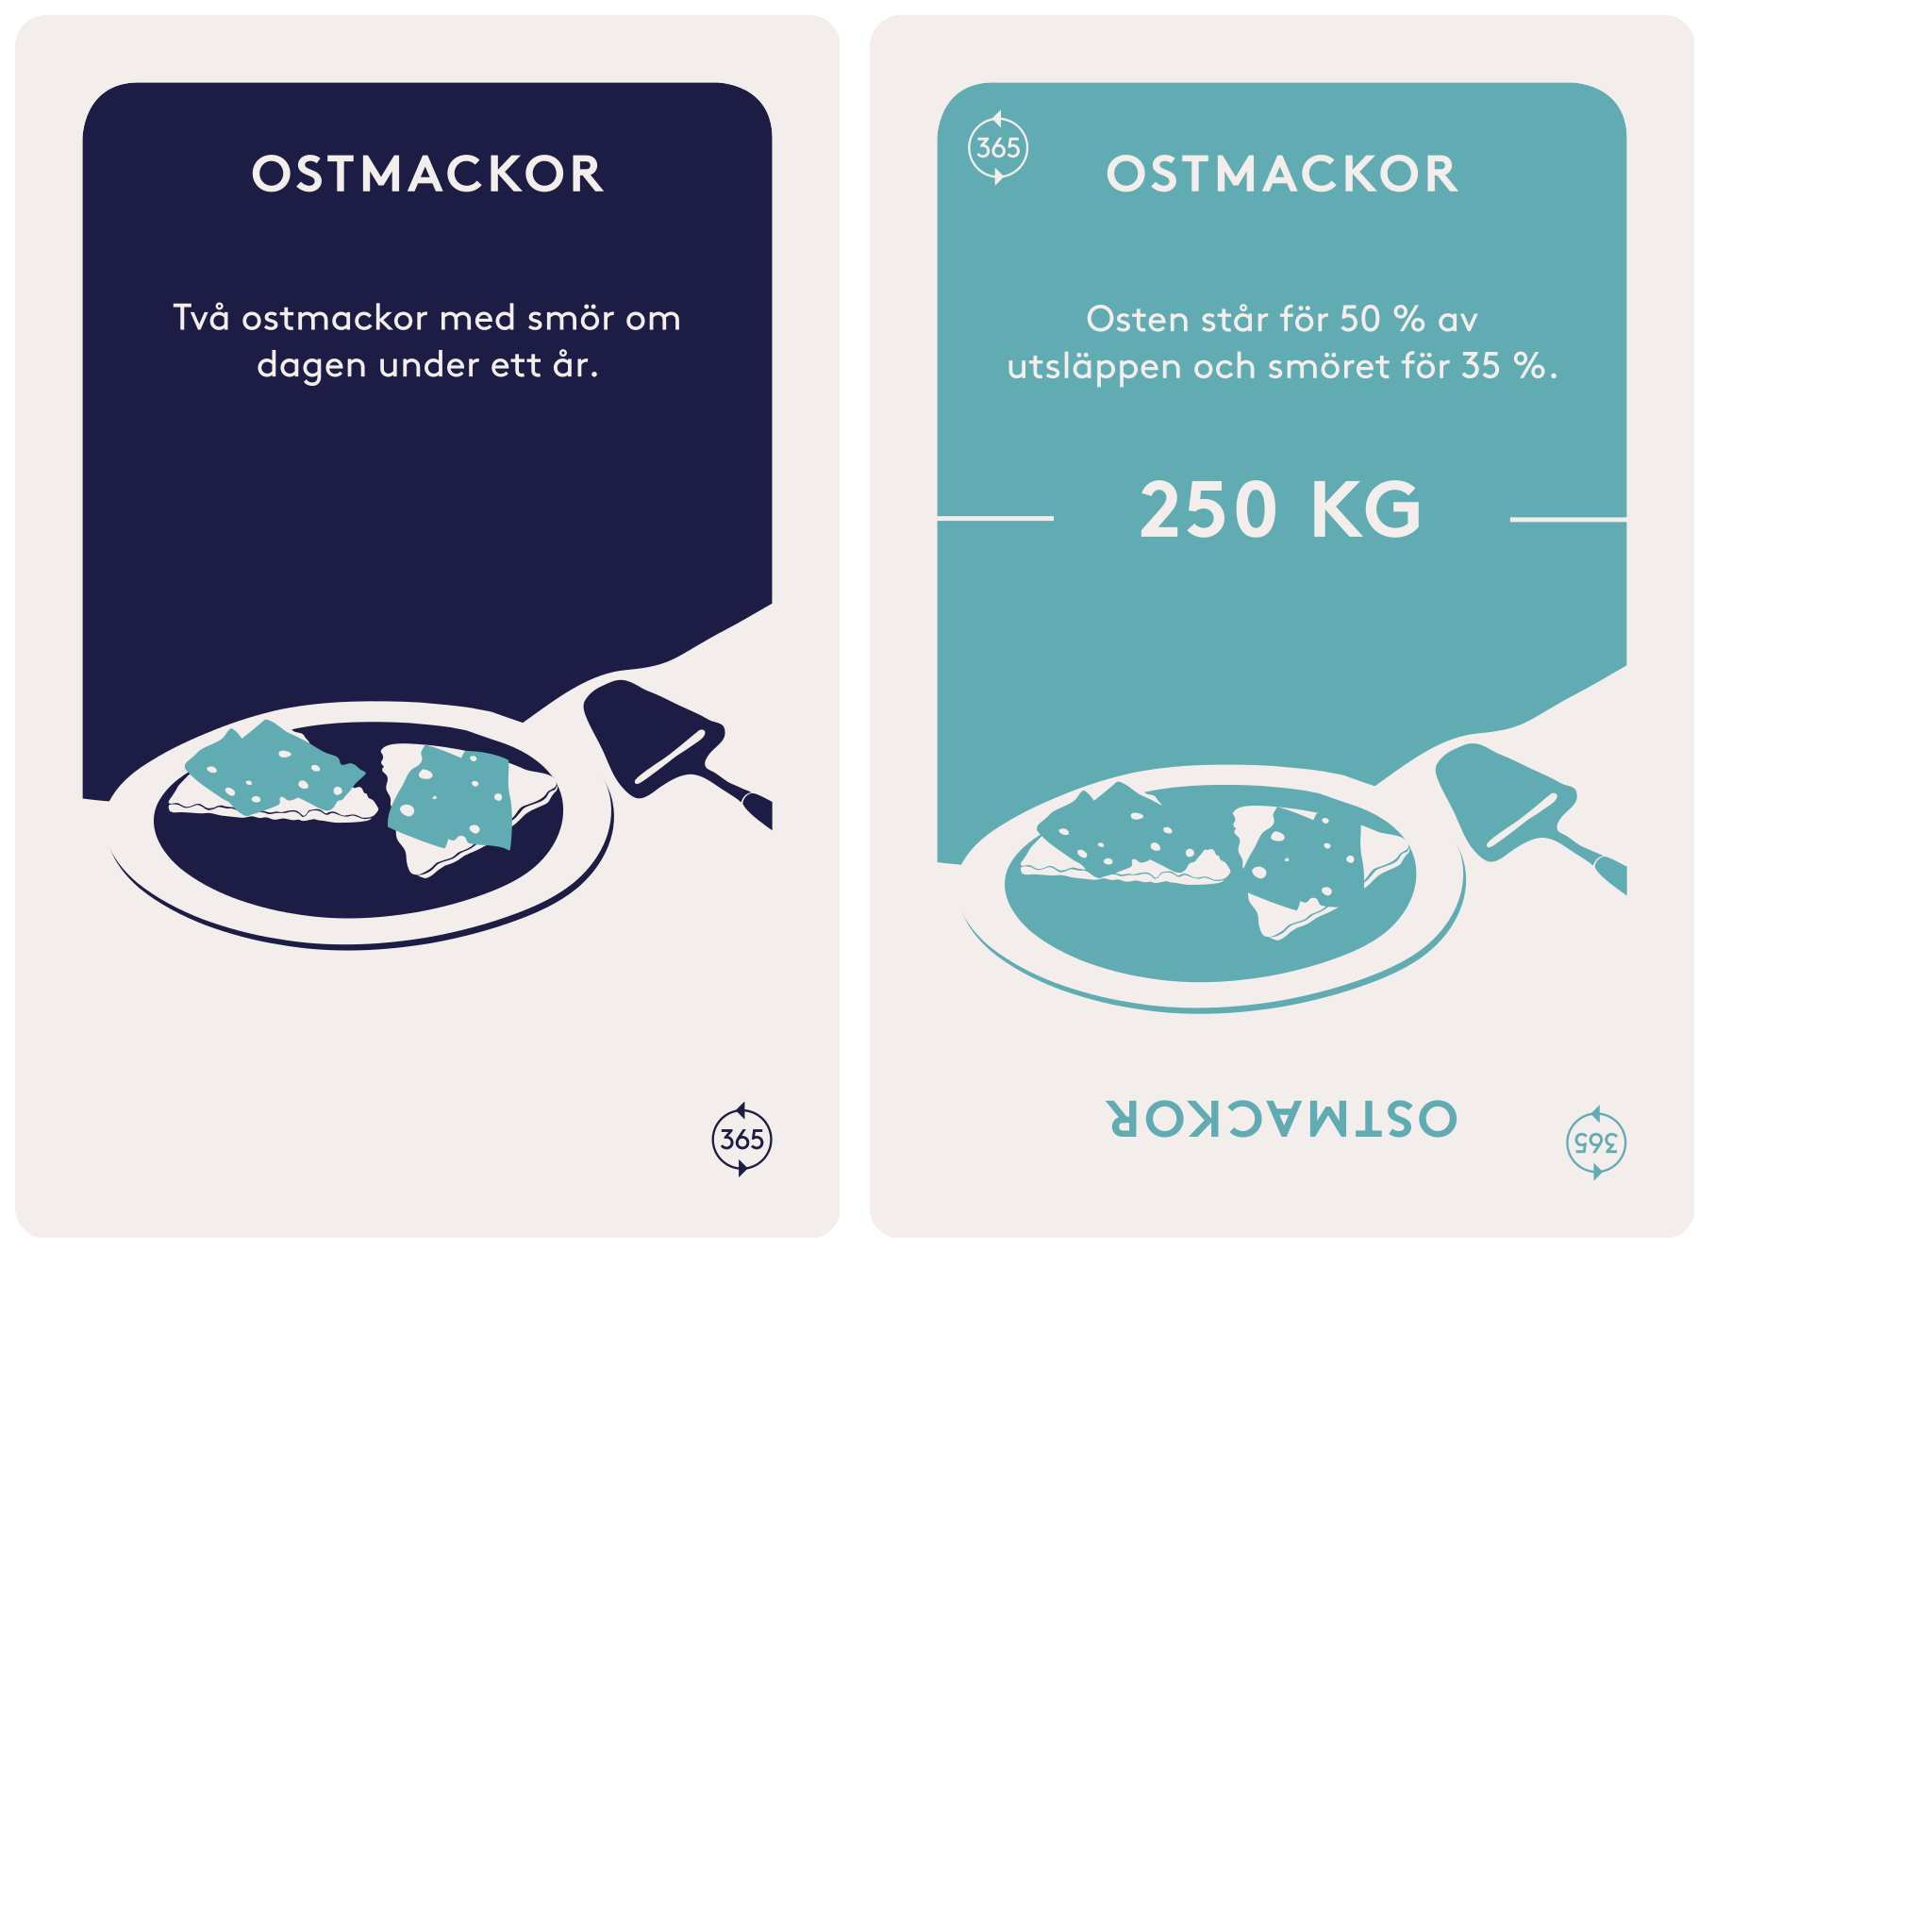 OSTMACKOR
Två ostmackor med smör om
dagen under ett år.
365
365
OSTMACKOR
Osten står för 50 % av
utsläppen och smöret för 35 %.
250 KG
OSTMACKOR
365